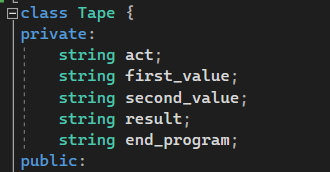 class Tape {
private:
    string act;
    string first_value;
    string second_value;
    string result;
    string end_program;
public: